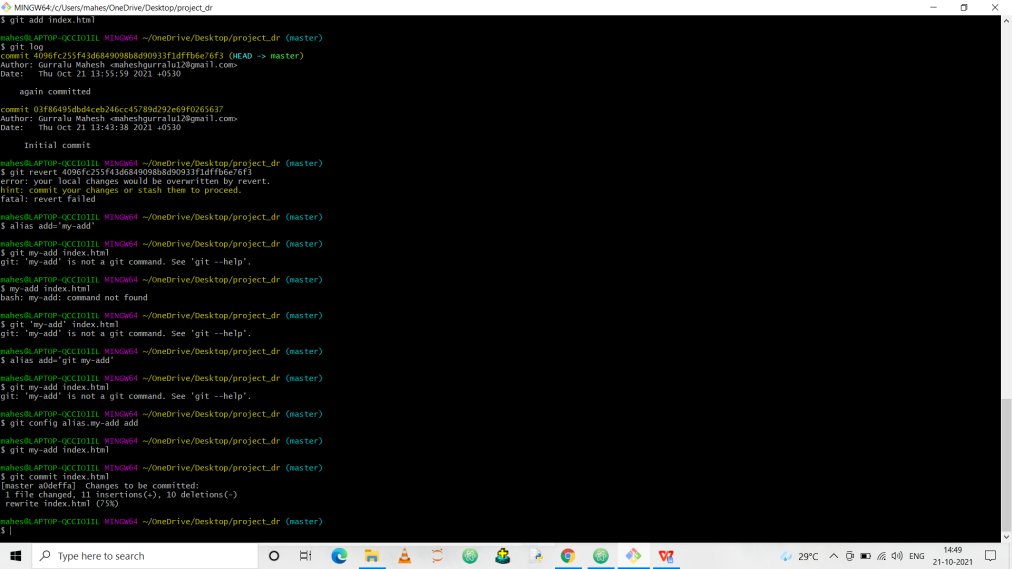 MINGW64:/c/Users/mahes/OneDrive/Desktop/project_dr
$ git add index.html
mahes@LAPTOP-QCCIO1IL MINGW64 ~/OneDrive/Desktop/project_dr (master)
$ git log
commit 4096fc255f43d6849098b8d90933f1dffb6e76f3 (HEAD -> master)
Author: Gurralu Mahesh <maheshgurralu12@gmail.com>
Date:   Thu Oct 21 13:55:59 2021 +0530
again committed
commit 03f86495dbd4ceb246cc45789d292e69f0265637
Author: Gurralu Mahesh <maheshgurralu12@gmail.com>
Date:   Thu Oct 21 13:43:38 2021 +0530
Initial commit
mahes@LAPTOP-QCCIO1IL MINGW64 ~/OneDrive/Desktop/project_dr (master)
$ git revert 4096fc255f43d6849098b8d90933f1dffb6e76f3
error: your local changes would be overwritten by revert.
hint: commit your changes or stash them to proceed.
fatal: revert failed
mahes@LAPTOP-QCCIO1IL MINGW64 ~/OneDrive/Desktop/project_dr (master)
$ alias add='my-add'
mahes@LAPTOP-QCCIO1IL MINGW64 ~/OneDrive/Desktop/project_dr (master)
$ git my-add index.html
git: 'my-add' is not a git command. See 'git --help'.
mahes@LAPTOP-QCCIO1IL MINGW64 ~/OneDrive/Desktop/project_dr (master)
$ my-add index.html
bash: my-add: command not found
mahes@LAPTOP-QCCIO1IL MINGW64 ~/OneDrive/Desktop/project_dr (master)
$ git 'my-add' index.html
git: 'my-add' is not a git command. See 'git --help'.
mahes@LAPTOP-QCCIO1IL MINGW64 ~/OneDrive/Desktop/project_dr (master)
$ alias add='git my-add'
mahes@LAPTOP-QCCIO1IL MINGW64 ~/OneDrive/Desktop/project_dr (master)
$ git my-add index.html
git: 'my-add' is not a git command. See 'git --help'.
mahes@LAPTOP-QCCIO1IL MINGW64 ~/OneDrive/Desktop/project_dr (master)
$ git config alias.my-add add
mahes@LAPTOP-QCCIO1IL MINGW64 ~/OneDrive/Desktop/project_dr (master)
$ git my-add index.html
mahes@LAPTOP-QCCIO1IL MINGW64 ~/OneDrive/Desktop/project_dr (master)
$ git commit index.html
[master a0deffa]  Changes to be committed:
1 file changed, 11 insertions(+), 10 deletions(-)
rewrite index.html (75%)
mahes@LAPTOP-QCCIO1IL MINGW64 ~/OneDrive/Desktop/project_dr (master)
$
Type here to search
29°C
ENG
14:49
21-10-2021